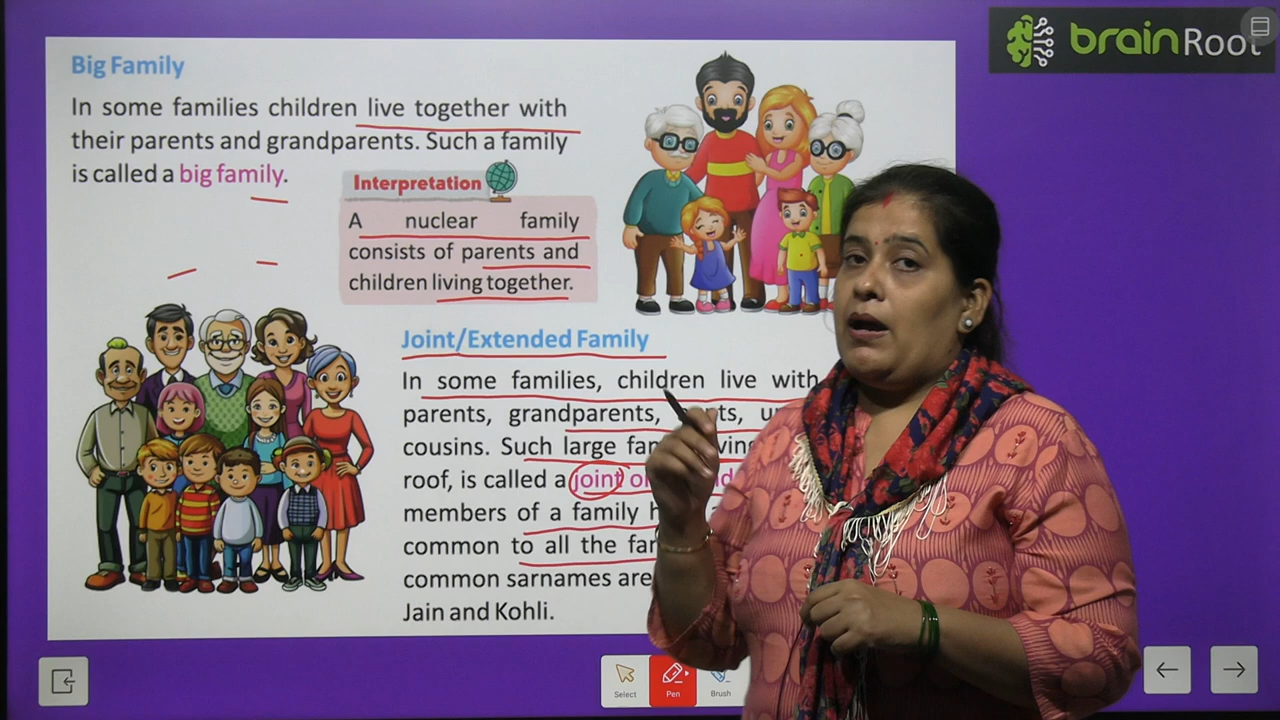 Big Family
In some families children live together with
their parents and grandparents. Such a family
is called a big family.
Interpretation
A nuclear family
consists of parents and
children living together.
Joint/Extended Family
In some families, children live with
parents, grandparents,
cousins. Such large
roof, is called a joint or
members of a family
common to all the
common sarnames are
Jain and Kohli.
brainRoot
Select
Pen
Brush